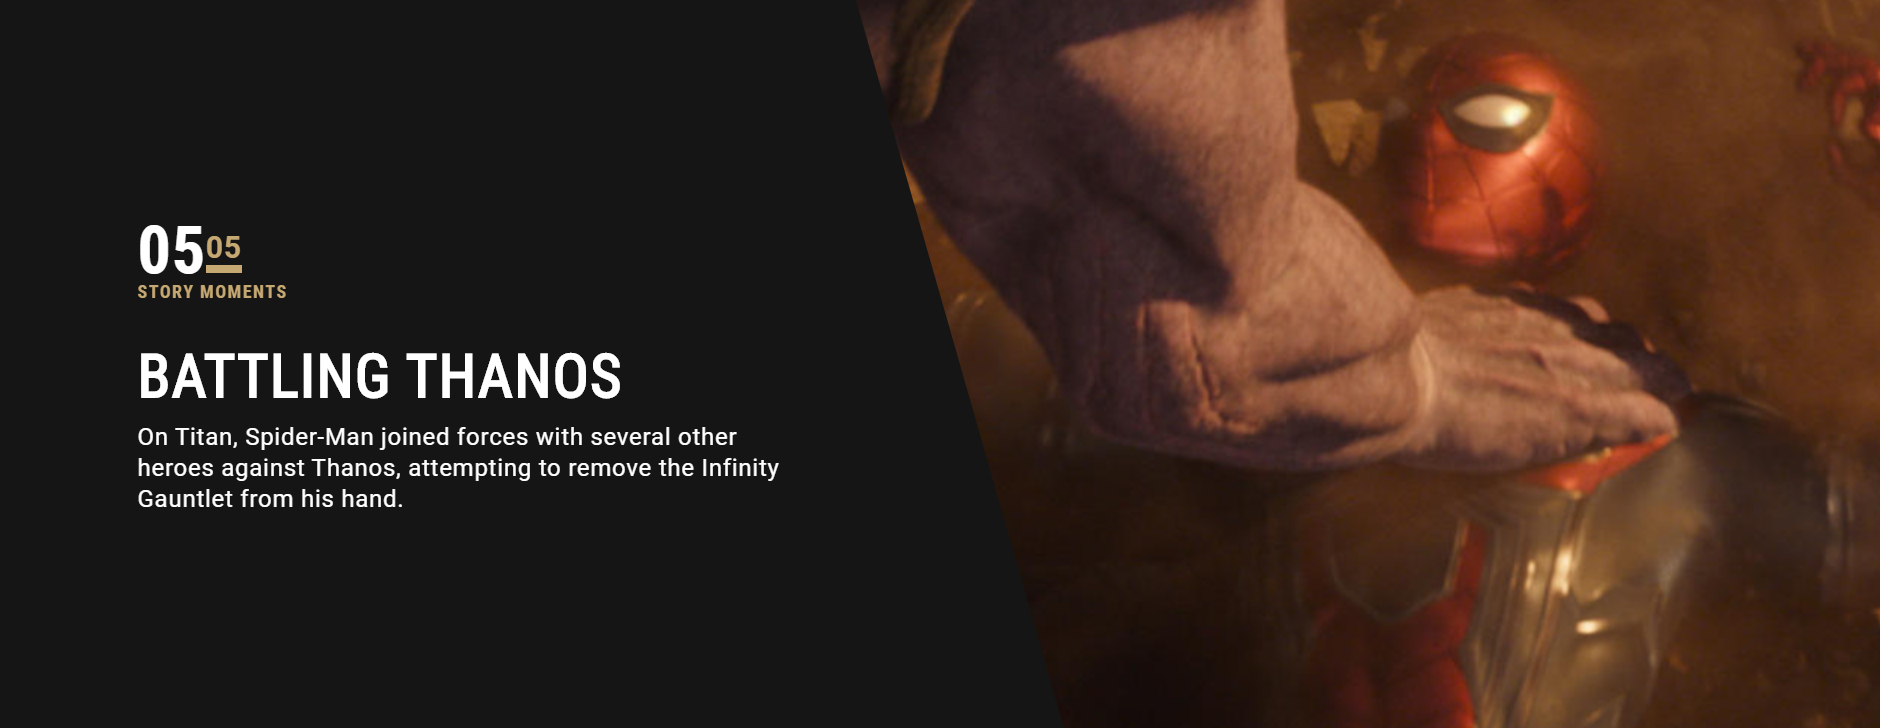 05 05
STORY MOMENTS
BATTLING THANOS
On Titan, Spider-Man joined forces with several other
heroes against Thanos, attempting to remove the Infinity
Gauntlet from his hand.